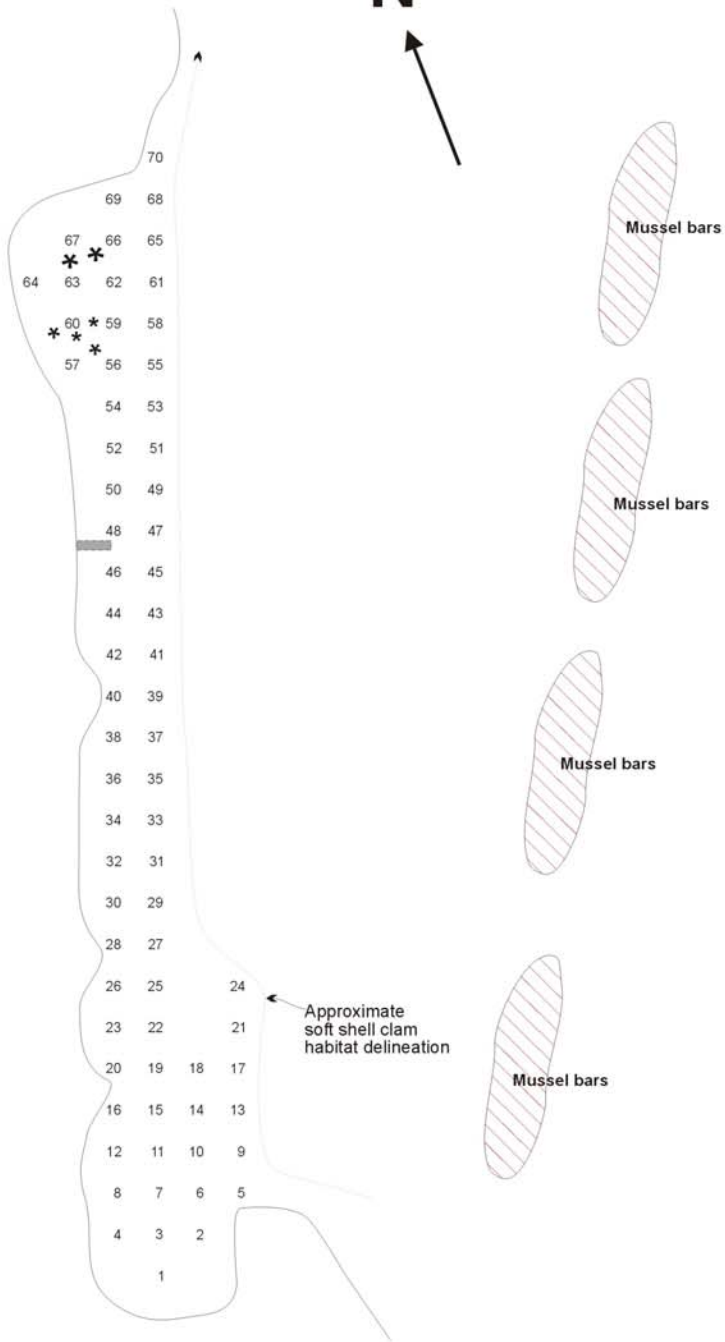 N
70
69 68
67 66 65
64 63 62 61
60 59 58
57 56 55
54 53
52 51
50 49
48 47
46 45
44 43
42 41
40 39
38 37
36 35
34 33
32 31
30 29
28 27
26 25 24
23 22 21
20 19 18 17
16 15 14 13
12 11 10 9
8 7 6 5
4 3 2
1
Approximate
soft shell clam
habitat delineation
Mussel bars
Mussel bars
Mussel bars
Mussel bars